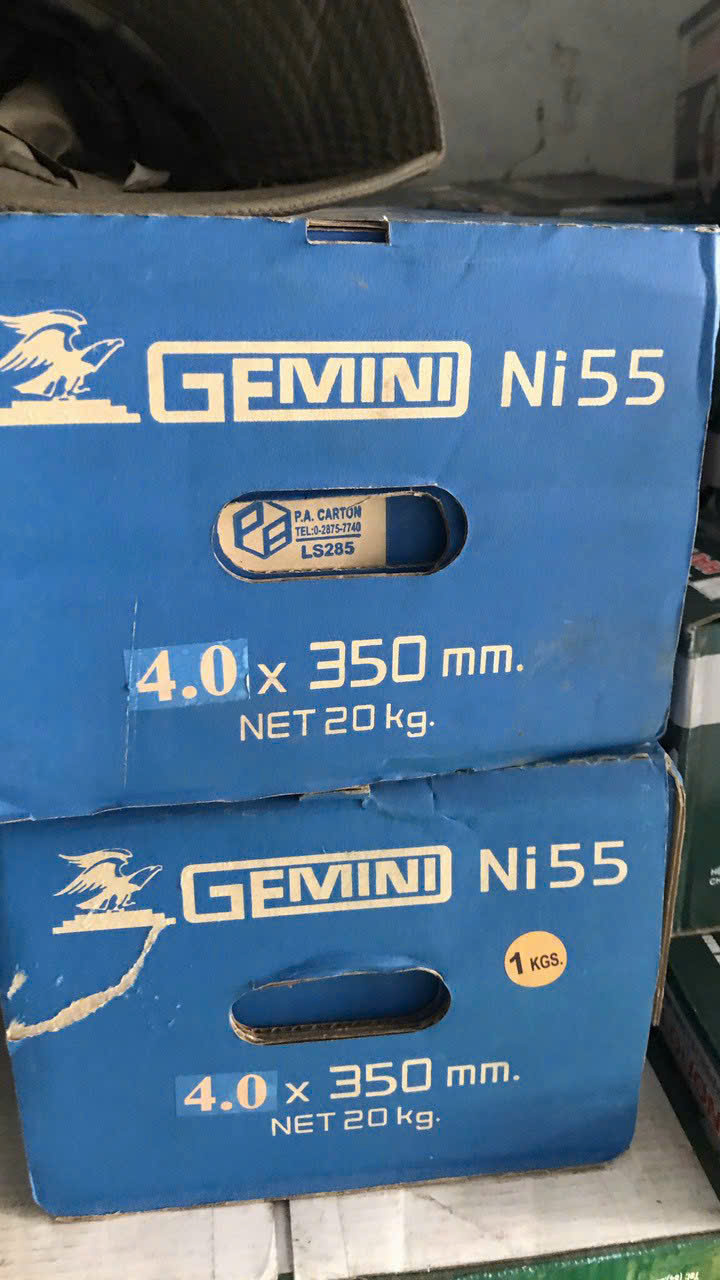 GEMINI Ni55
P.A. CARTON
TEL:0-2875-7740
LS285
4.0 x 350 mm.
NET 20 kg.
GEMINI Ni55
1 KGS.
4.0 x 350 mm.
NET 20 kg.